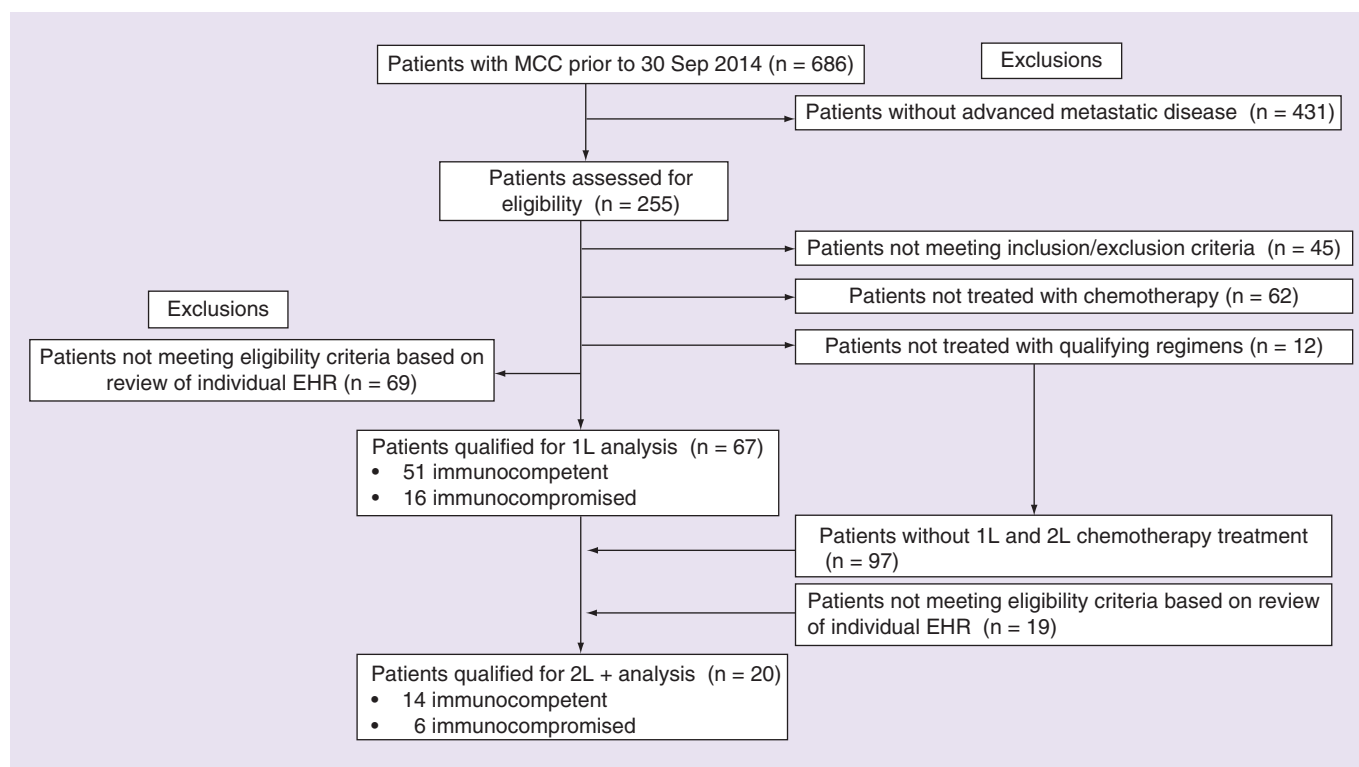 Patients with MCC prior to 30 Sep 2014 (n = 686)
Exclusions
Patients without advanced metastatic disease (n = 431)
Patients assessed for
eligibility (n = 255)
Patients not meeting inclusion/exclusion criteria (n = 45)
Patients not treated with chemotherapy (n = 62)
Exclusions
Patients not treated with qualifying regimens (n = 12)
Patients not meeting eligibility criteria based on
review of individual EHR (n = 69)
Patients qualified for 1L analysis (n = 67)
• 51 immunocompetent
• 16 immunocompromised
Patients without 1L and 2L chemotherapy treatment
(n = 97)
Patients not meeting eligibility criteria based on review
of individual EHR (n = 19)
Patients qualified for 2L + analysis (n = 20)
• 14 immunocompetent
• 6 immunocompromised